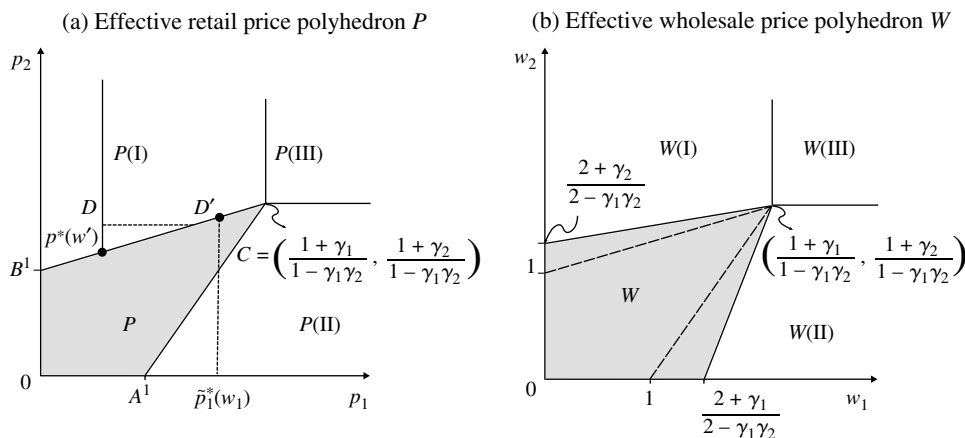 (a) Effective retail price polyhedron P
p₂
P(I)
P(III)
D
D′
p*(w′)
C = ( (1 + γ₁)/(1 − γ₁γ₂) , (1 + γ₂)/(1 − γ₁γ₂) )
B¹
P
P(II)
0
A¹
p̃₁*(w₁)
p₁
(b) Effective wholesale price polyhedron W
w₂
W(I)
W(III)
(2 + γ₂)/(2 − γ₁γ₂)
( (1 + γ₁)/(1 − γ₁γ₂) , (1 + γ₂)/(1 − γ₁γ₂) )
1
W
W(II)
0
1
(2 + γ₁)/(2 − γ₁γ₂)
w₁